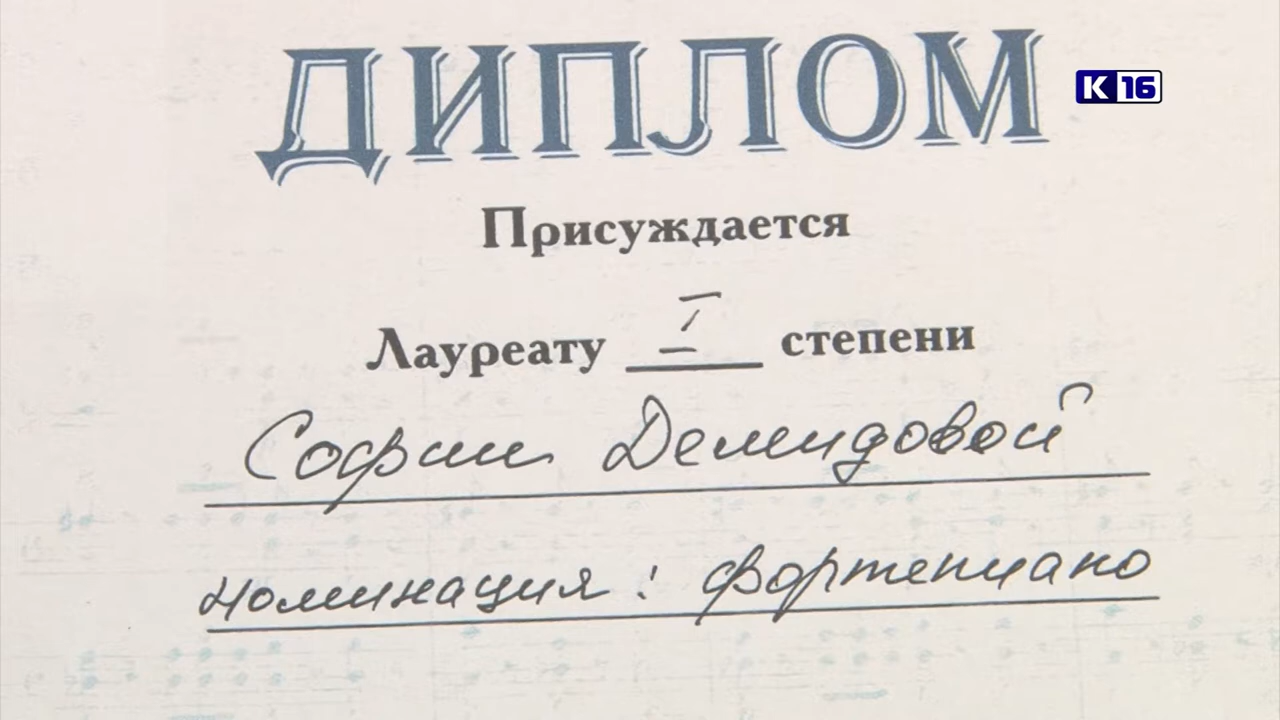 ДИПЛОМ
К 16
Присуждается
Лауреату I степени
Софии Демидовой
номинация: фортепиано